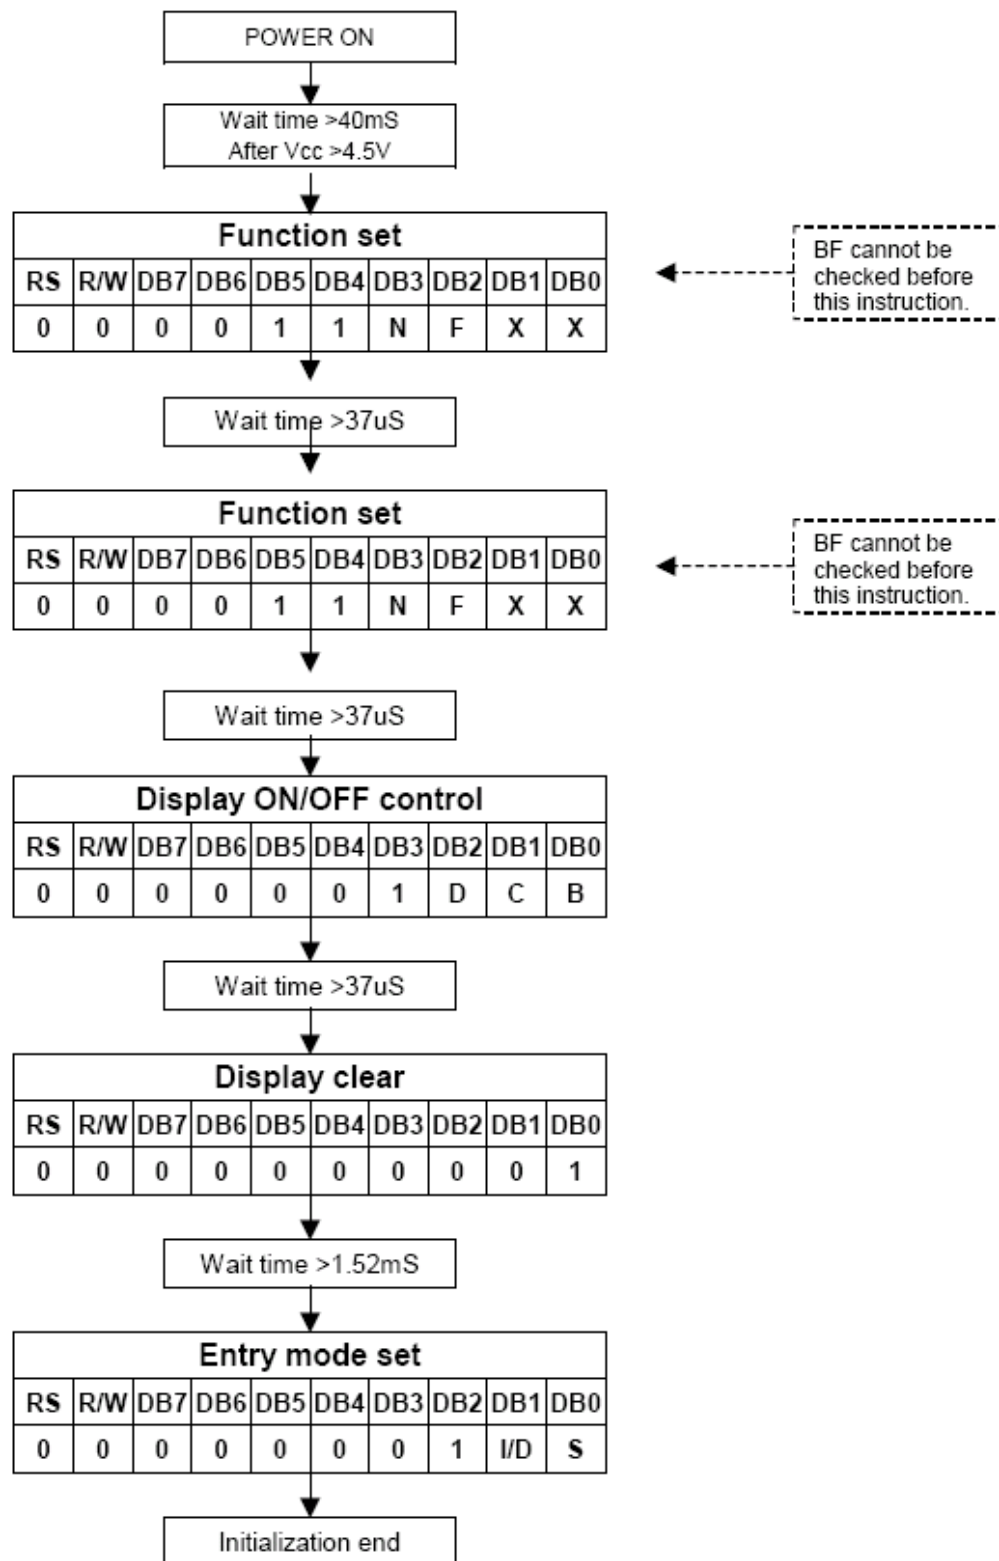 POWER ON
Wait time >40mS
After Vcc >4.5V
Function set
RS R/W DB7 DB6 DB5 DB4 DB3 DB2 DB1 DB0
0 0 0 0 1 1 N F X X
BF cannot be
checked before
this instruction.
Wait time >37uS
Function set
RS R/W DB7 DB6 DB5 DB4 DB3 DB2 DB1 DB0
0 0 0 0 1 1 N F X X
BF cannot be
checked before
this instruction.
Wait time >37uS
Display ON/OFF control
RS R/W DB7 DB6 DB5 DB4 DB3 DB2 DB1 DB0
0 0 0 0 0 0 1 D C B
Wait time >37uS
Display clear
RS R/W DB7 DB6 DB5 DB4 DB3 DB2 DB1 DB0
0 0 0 0 0 0 0 0 0 1
Wait time >1.52mS
Entry mode set
RS R/W DB7 DB6 DB5 DB4 DB3 DB2 DB1 DB0
0 0 0 0 0 0 0 1 I/D S
Initialization end